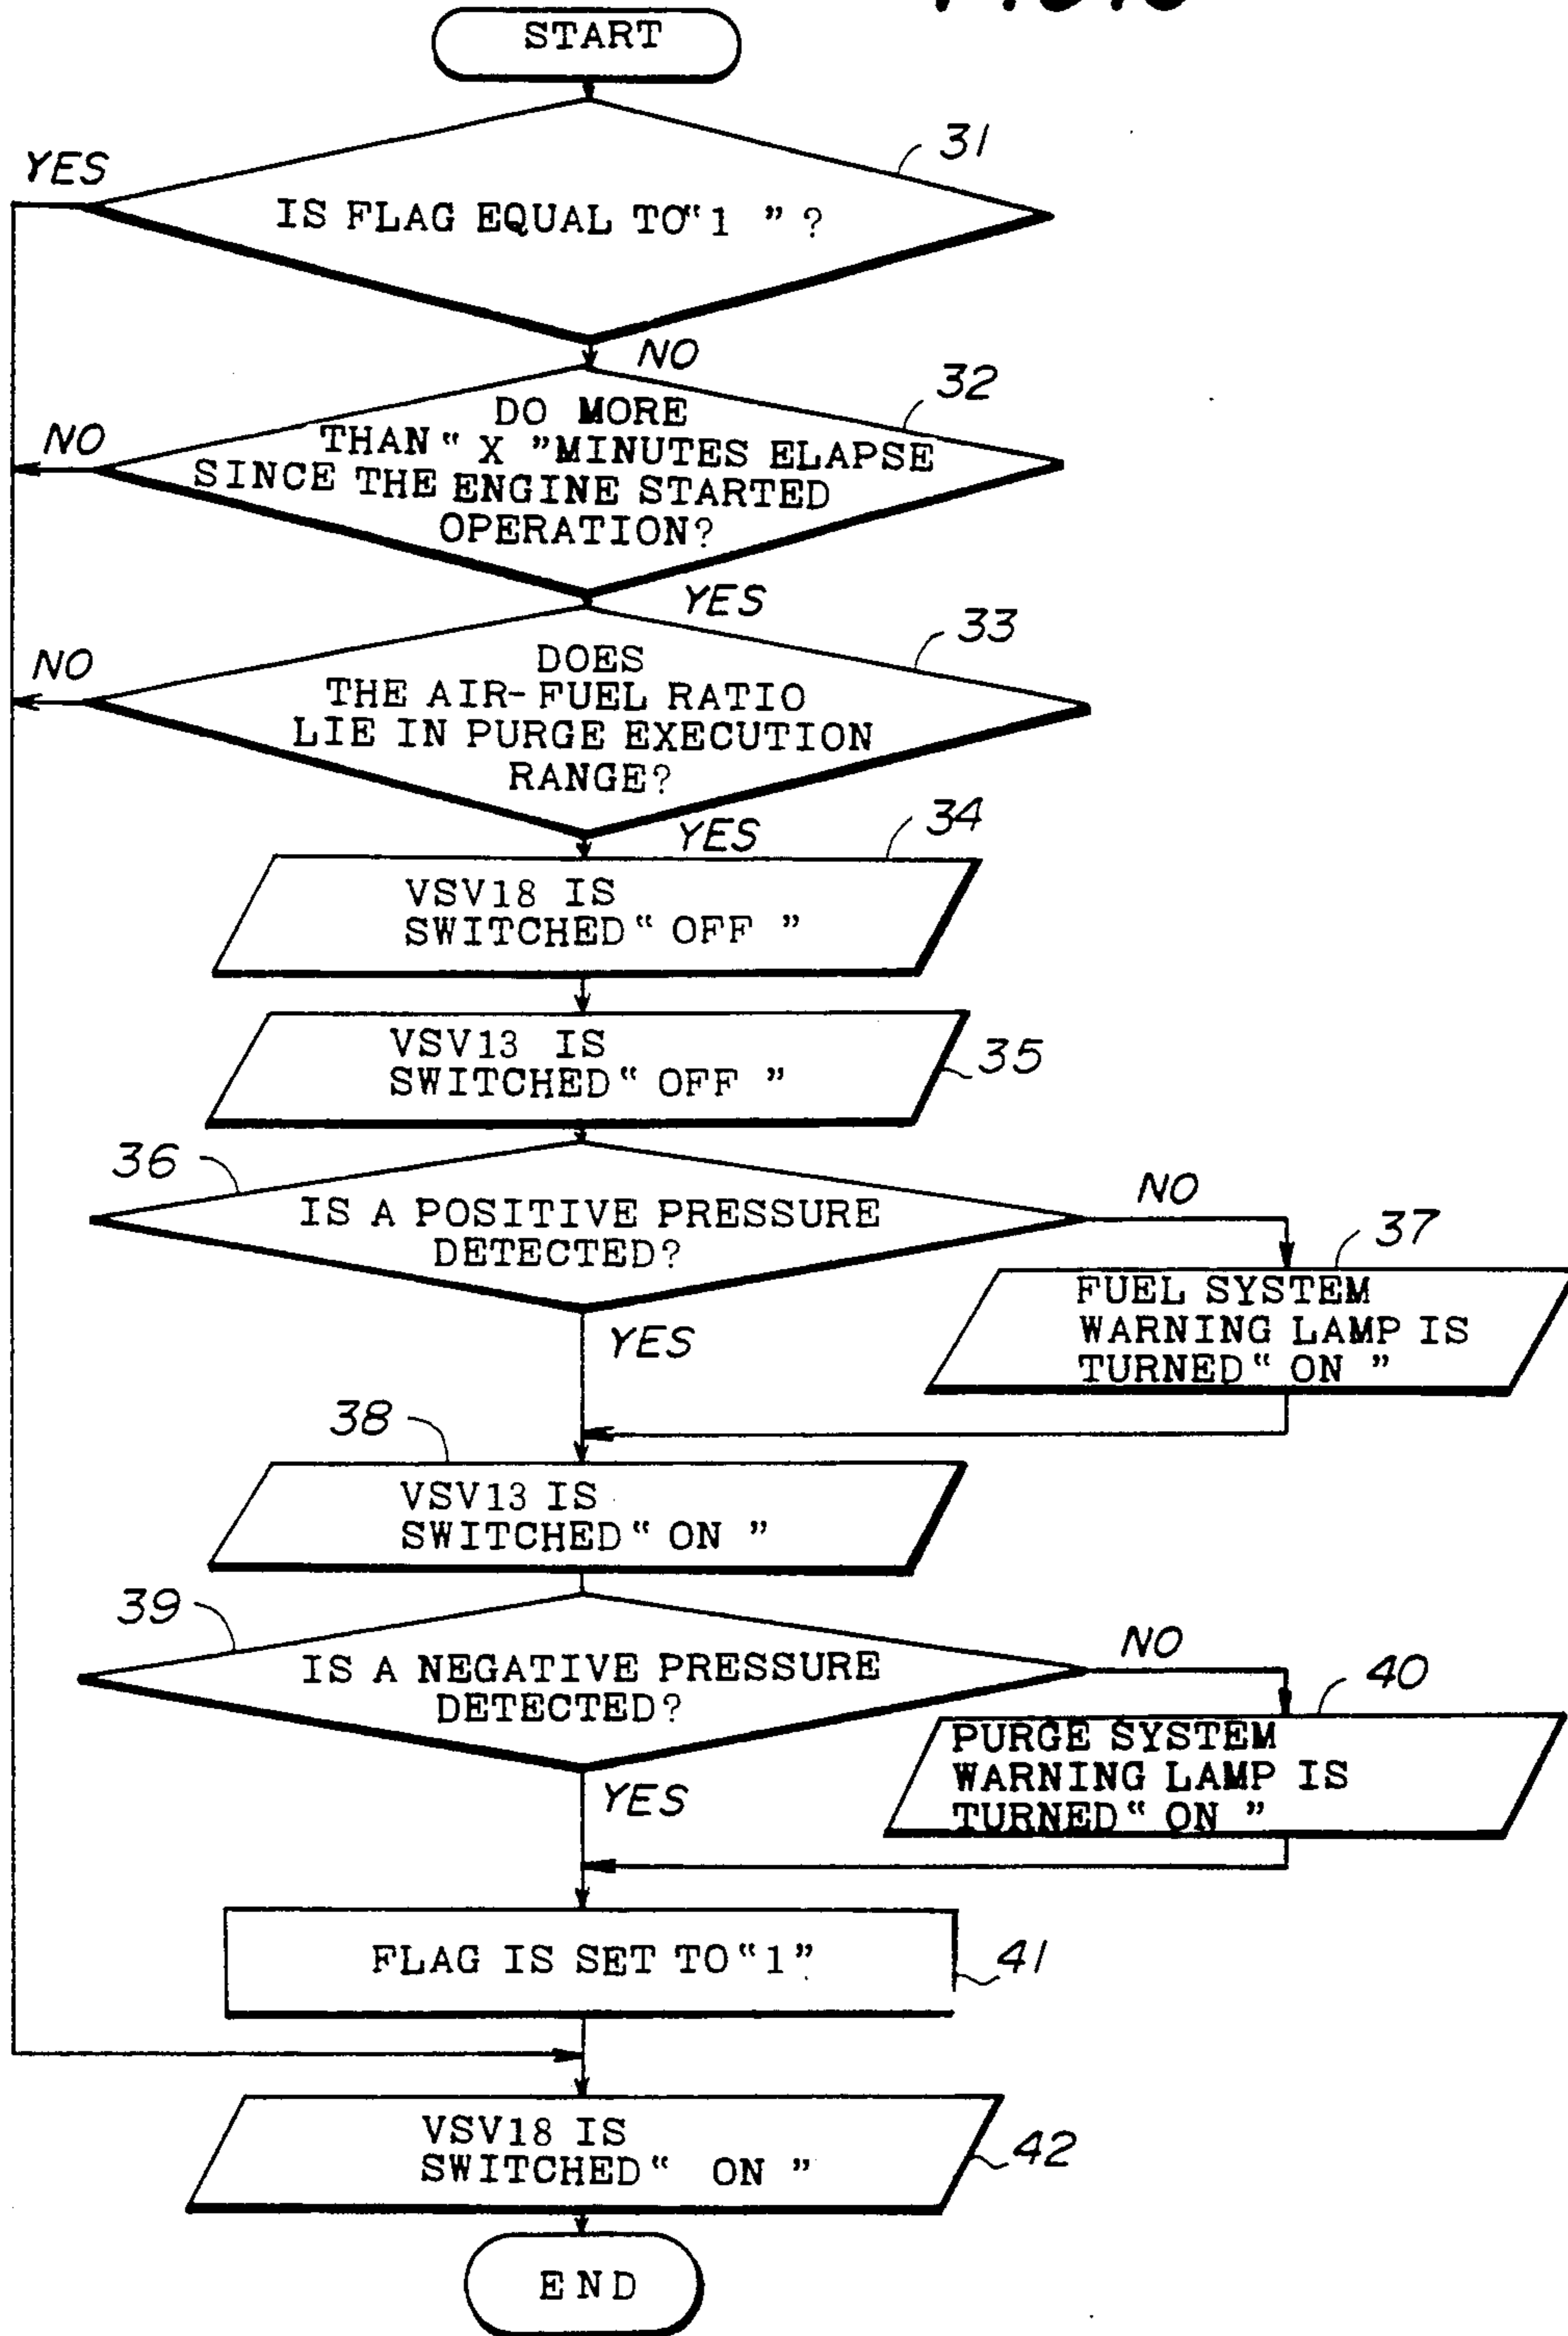 START
31
YES
IS FLAG EQUAL TO "1 " ?
NO
32
DO MORE
THAN " X " MINUTES ELAPSE
SINCE THE ENGINE STARTED
OPERATION?
NO
YES
33
DOES
THE AIR-FUEL RATIO
LIE IN PURGE EXECUTION
RANGE?
NO
YES
34
VSV18 IS
SWITCHED " OFF "
VSV13 IS
SWITCHED " OFF "
35
36
IS A POSITIVE PRESSURE
DETECTED?
NO
37
FUEL SYSTEM
WARNING LAMP IS
TURNED " ON "
YES
38
VSV13 IS
SWITCHED " ON "
39
IS A NEGATIVE PRESSURE
DETECTED?
NO
40
PURGE SYSTEM
WARNING LAMP IS
TURNED " ON "
YES
FLAG IS SET TO "1"
41
VSV18 IS
SWITCHED " ON "
42
END